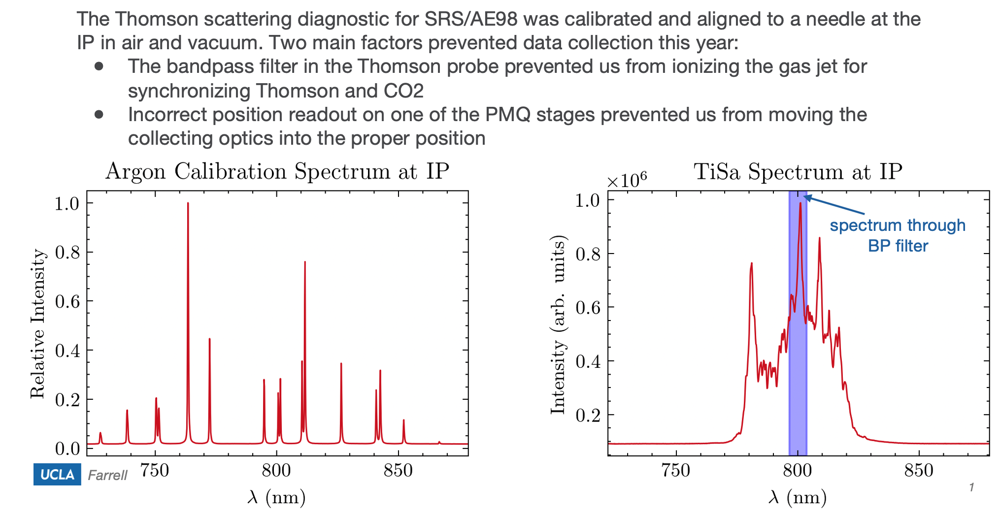 The Thomson scattering diagnostic for SRS/AE98 was calibrated and aligned to a needle at the
IP in air and vacuum. Two main factors prevented data collection this year:
● The bandpass filter in the Thomson probe prevented us from ionizing the gas jet for
synchronizing Thomson and CO2
● Incorrect position readout on one of the PMQ stages prevented us from moving the
collecting optics into the proper position
Argon Calibration Spectrum at IP
Relative Intensity
1.0
0.8
0.6
0.4
0.2
0.0
750 800 850
λ (nm)
TiSa Spectrum at IP
×10⁶
Intensity (arb. units)
1.0
0.8
0.6
0.4
0.2
spectrum through
BP filter
750 800 850
λ (nm)
UCLA Farrell
1